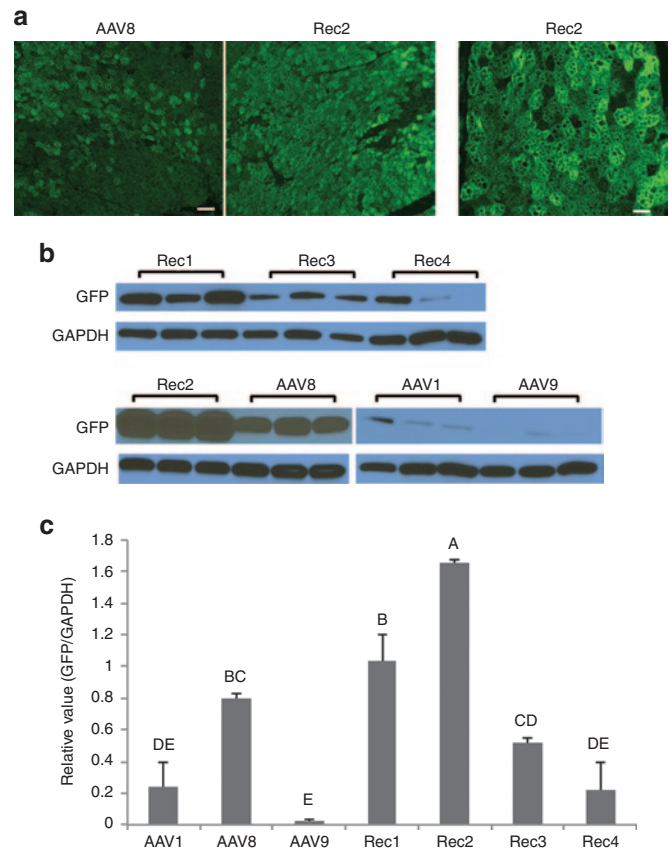 a
AAV8 Rec2 Rec2
b
Rec1 Rec3 Rec4
GFP
GAPDH
Rec2 AAV8 AAV1 AAV9
GFP
GAPDH
c
Relative value (GFP/GAPDH)
1.8
1.6
1.4
1.2
1
0.8
0.6
0.4
0.2
0
DE BC E B A CD DE
AAV1 AAV8 AAV9 Rec1 Rec2 Rec3 Rec4